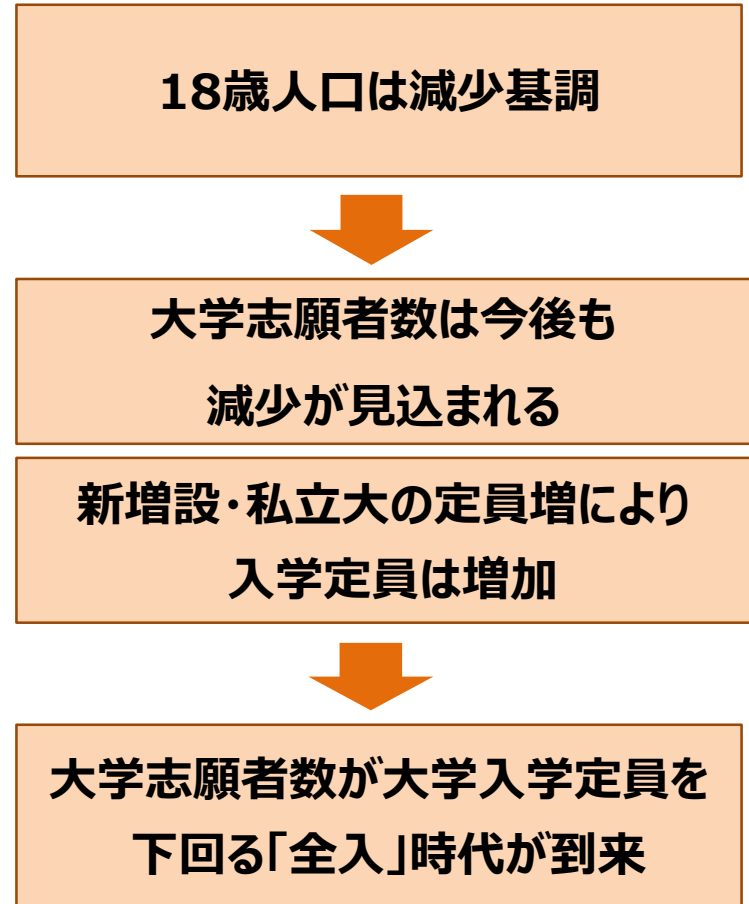 18歳人口は減少基調
大学志願者数は今後も
減少が見込まれる
新増設・私立大の定員増により
入学定員は増加
大学志願者数が大学入学定員を
下回る「全入」時代が到来